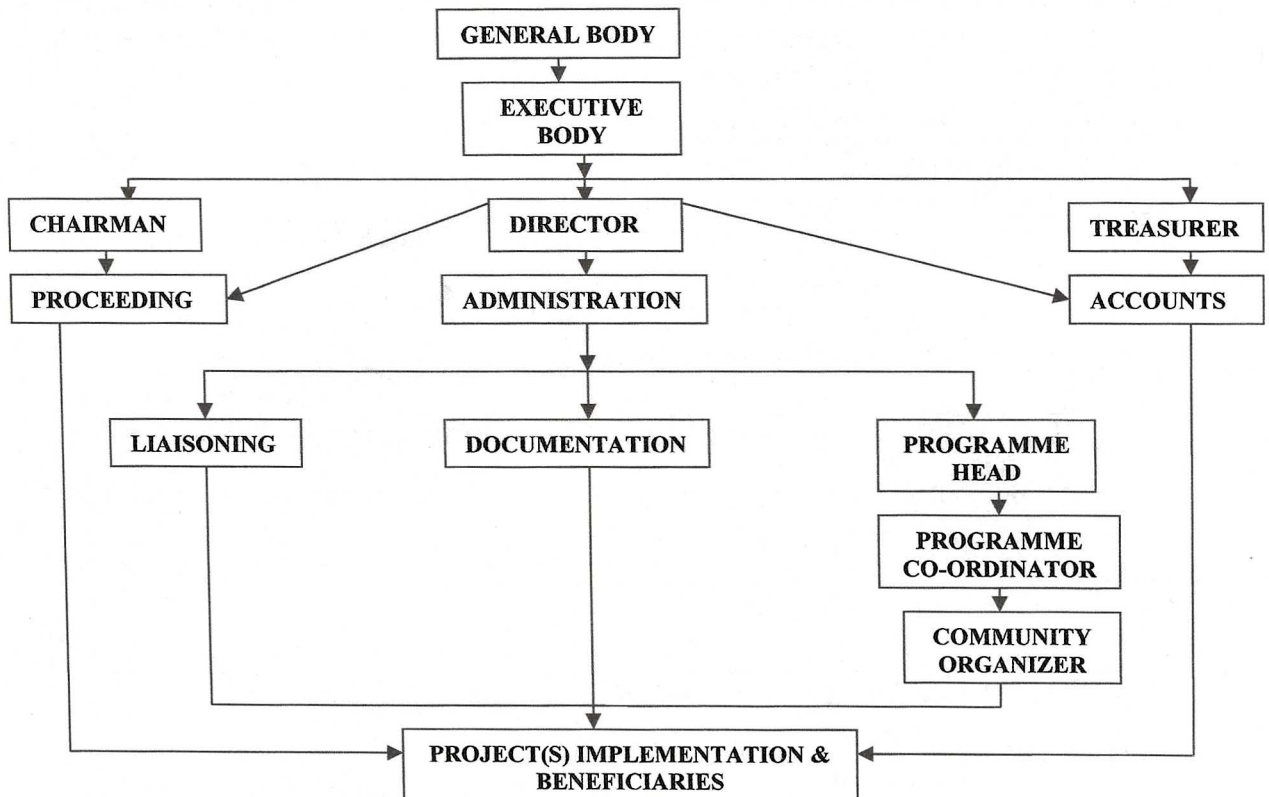 GENERAL BODY
EXECUTIVE
BODY
CHAIRMAN
DIRECTOR
TREASURER
PROCEEDING
ADMINISTRATION
ACCOUNTS
LIAISONING
DOCUMENTATION
PROGRAMME
HEAD
PROGRAMME
CO-ORDINATOR
COMMUNITY
ORGANIZER
PROJECT(S) IMPLEMENTATION &
BENEFICIARIES